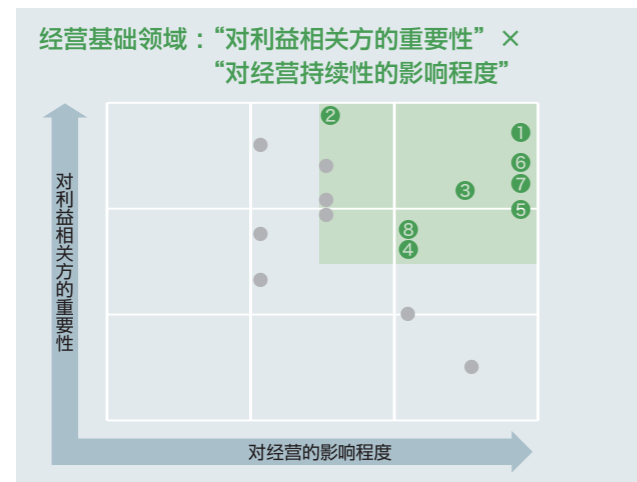 经营基础领域：“对利益相关方的重要性” ×
“对经营持续性的影响程度”
对利益相关方的重要性
❷
❶
❻
❼
❸
❺
❽
❹
对经营的影响程度